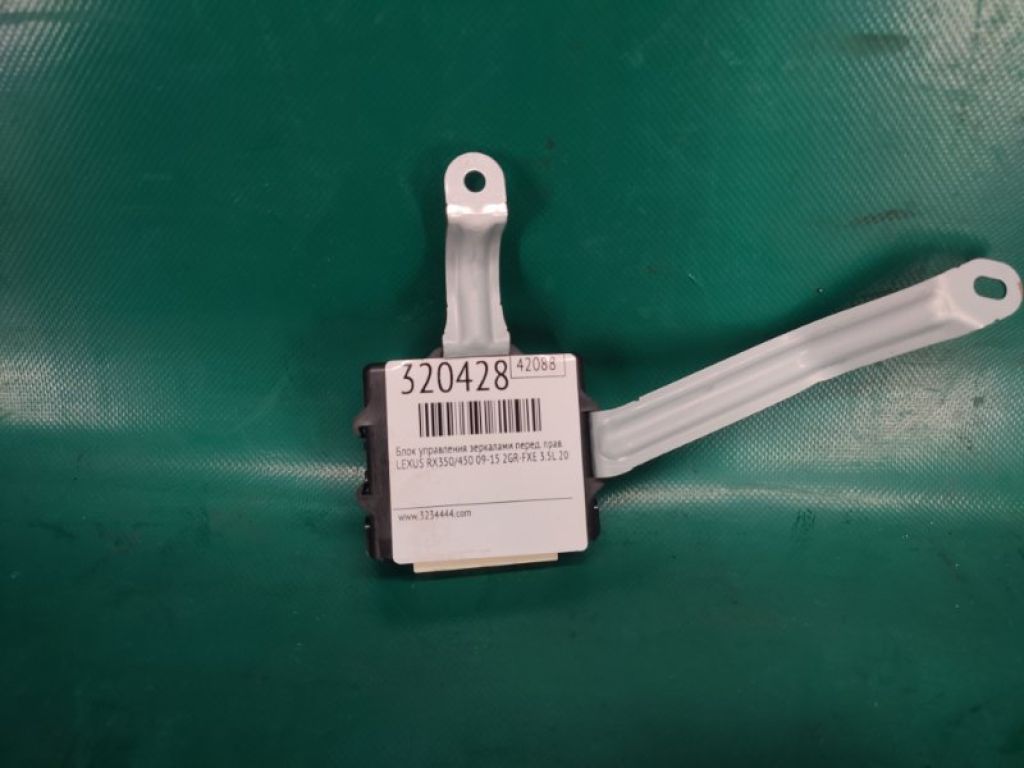 320428 42088
Блок управления зеркалами перед. прав.
LEXUS RX350/450 09-15 2GR-FXE 3.5L 20
www.3234444.com